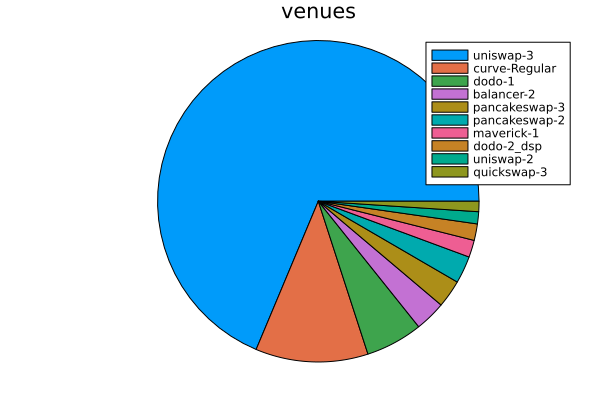 venues
uniswap-3
curve-Regular
dodo-1
balancer-2
pancakeswap-3
pancakeswap-2
maverick-1
dodo-2_dsp
uniswap-2
quickswap-3